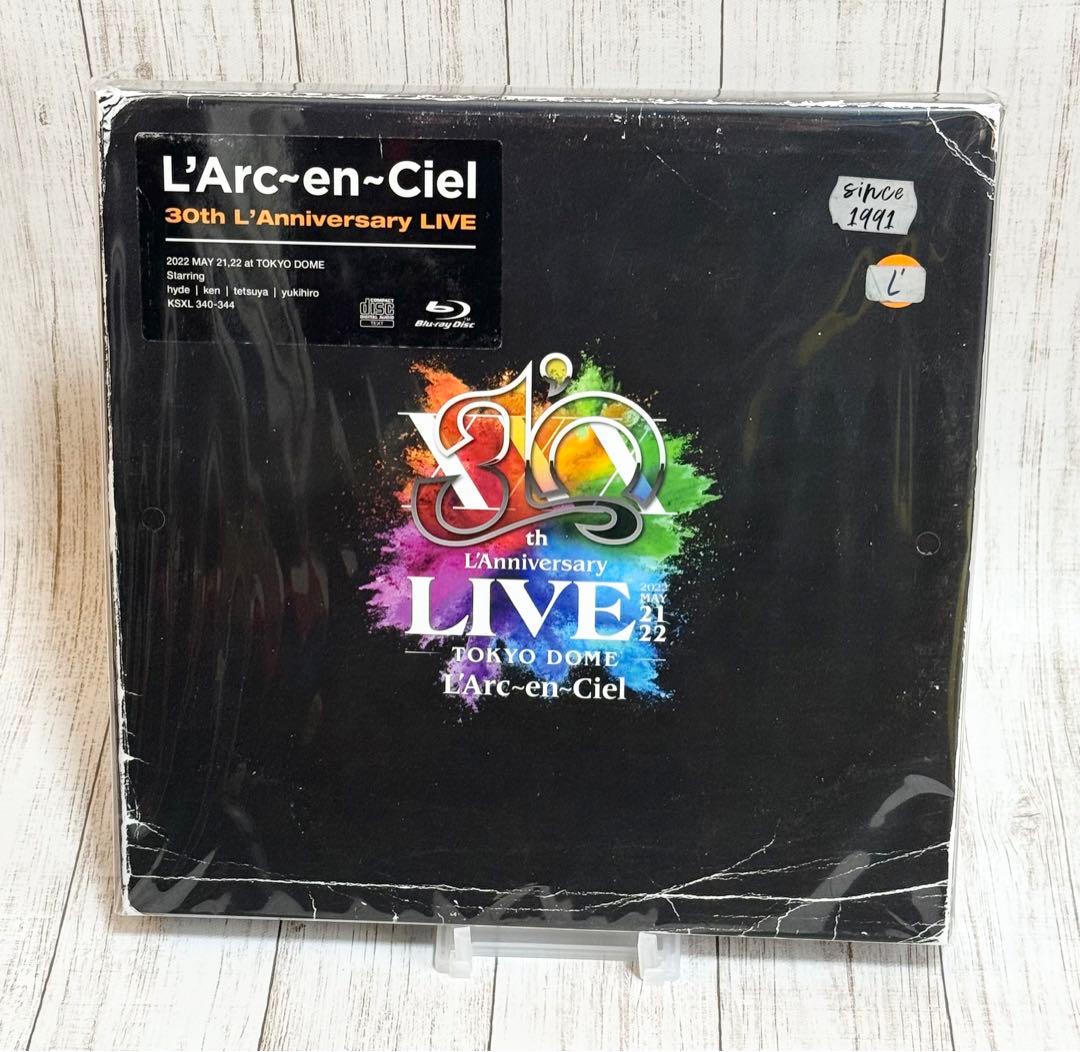 L'Arc~en~Ciel
30th L'Anniversary LIVE
2022 MAY 21,22 at TOKYO DOME
Starring
hyde | ken | tetsuya | yukihiro
KSXL 340-344
COMPACT
disc
DIGITAL AUDIO
TEXT
Blu-ray Disc
since
1991
L'
XXX
30
th
L'Anniversary
LIVE
2022
MAY
21
22
TOKYO DOME
L'Arc~en~Ciel